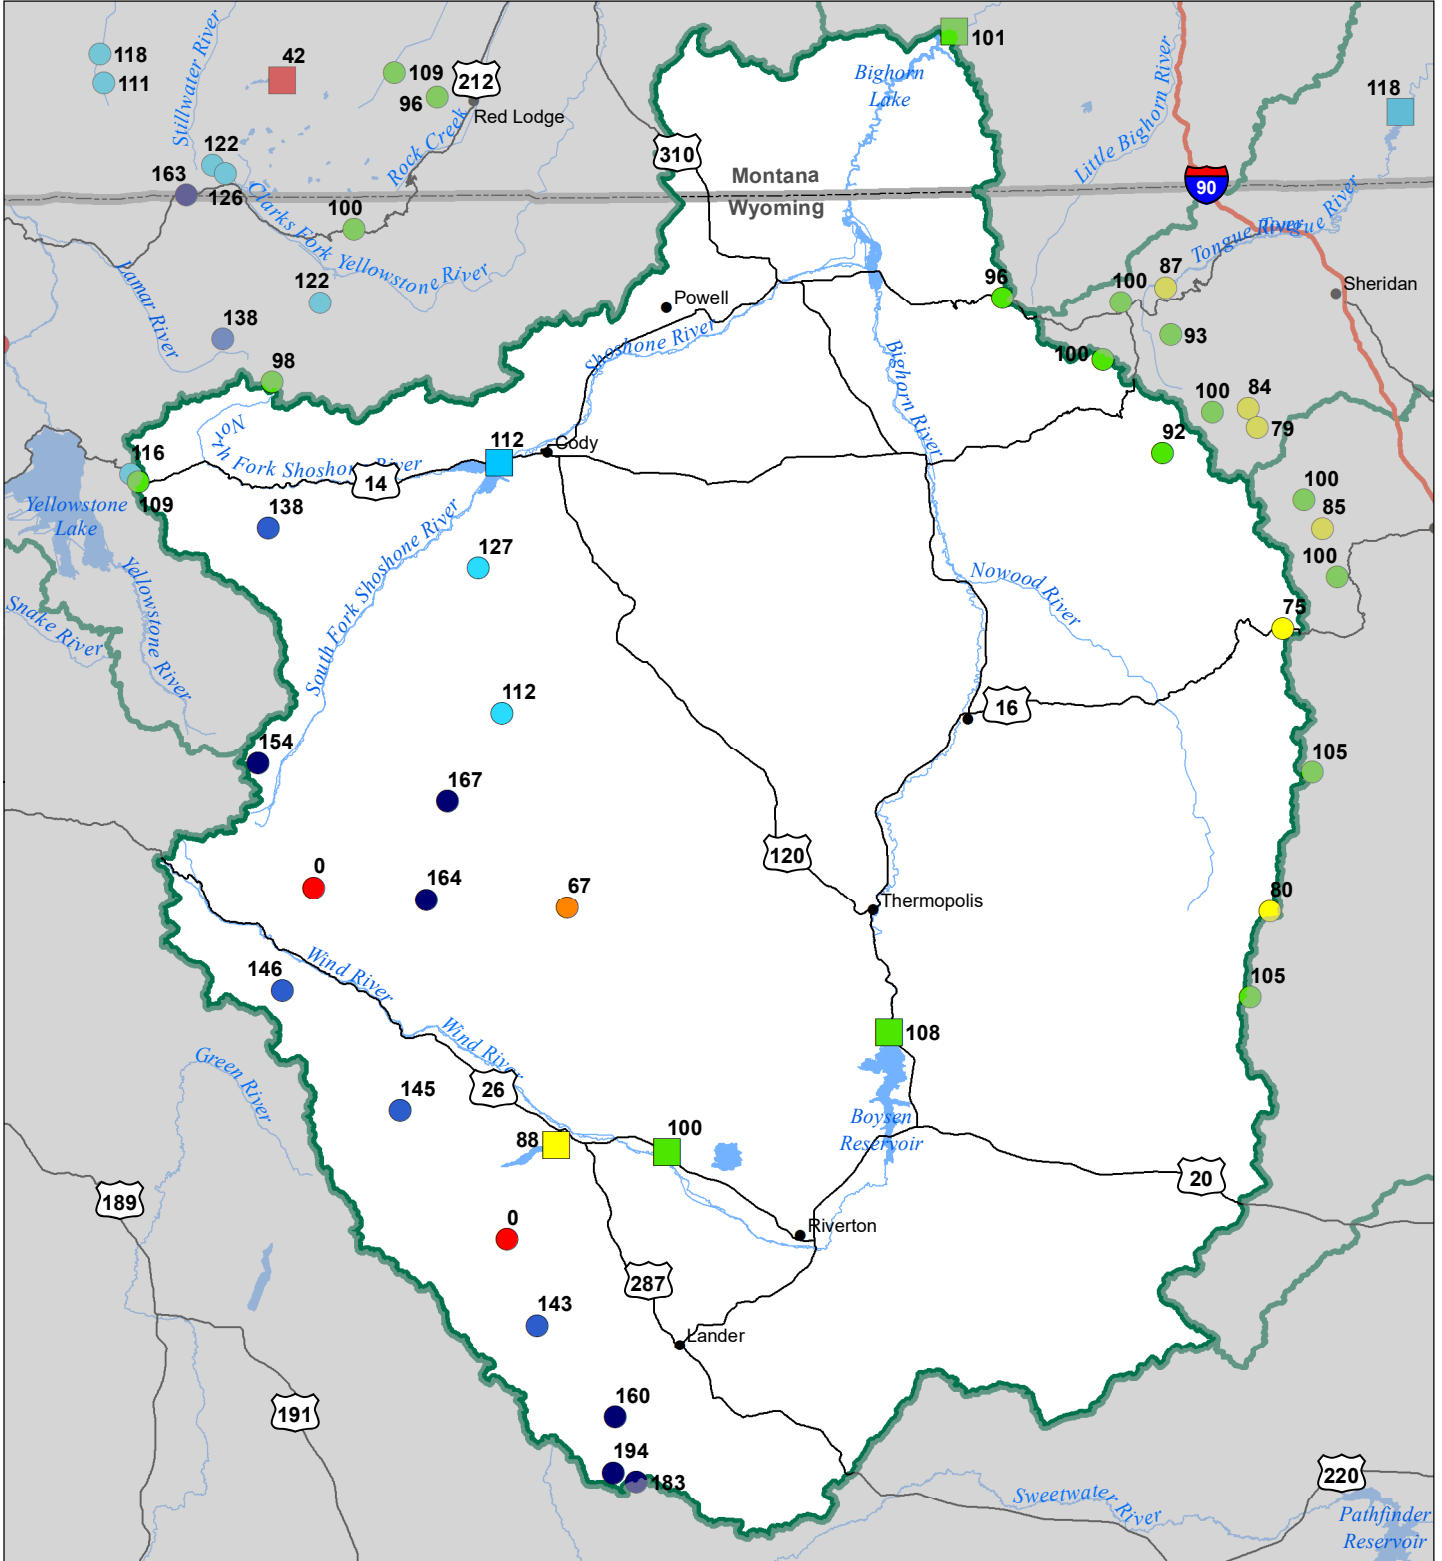 118
111
Stillwater River
42
109
96
212
Red Lodge
Rock Creek
101
Bighorn
Lake
Little Bighorn River
118
310
Montana
Wyoming
90
122
126
163
100
Clarks Fork Yellowstone River
Lamar River
122
138
98
Powell
Shoshone River
96
100
87
Tongue River
Tongue River
Sheridan
93
100
Bighorn River
100
84
79
92
116
109
North Fork Shoshone River
14
112
Cody
Yellowstone
Lake
138
127
South Fork Shoshone River
100
85
100
Nowood River
75
Yellowstone River
Snake River
112
16
154
167
105
0
164
67
120
Thermopolis
80
Wind River
146
105
108
Wind River
Green River
26
145
88
100
Boysen
Reservoir
20
189
0
Riverton
287
143
Lander
191
160
194
183
220
Sweetwater River
Pathfinder
Reservoir